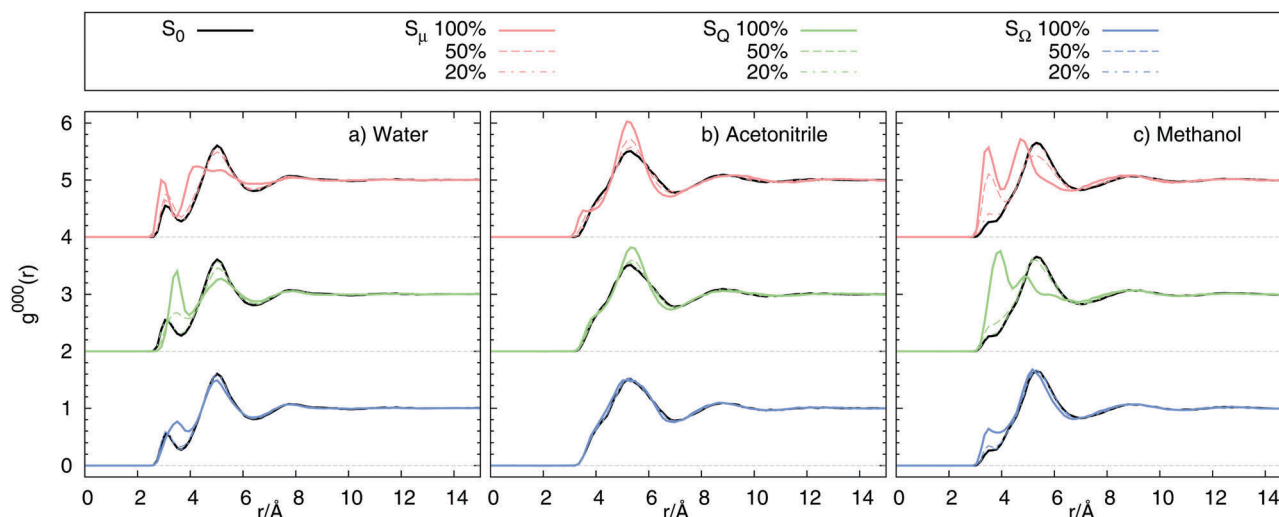 S0 Sμ 100% SQ 100% SΩ 100%
50% 50% 50%
20% 20% 20%
a) Water b) Acetonitrile c) Methanol
g000(r)
6
5
4
3
2
1
0
0 2 4 6 8 10 12 14 0 2 4 6 8 10 12 14 0 2 4 6 8 10 12 14
r/Å r/Å r/Å